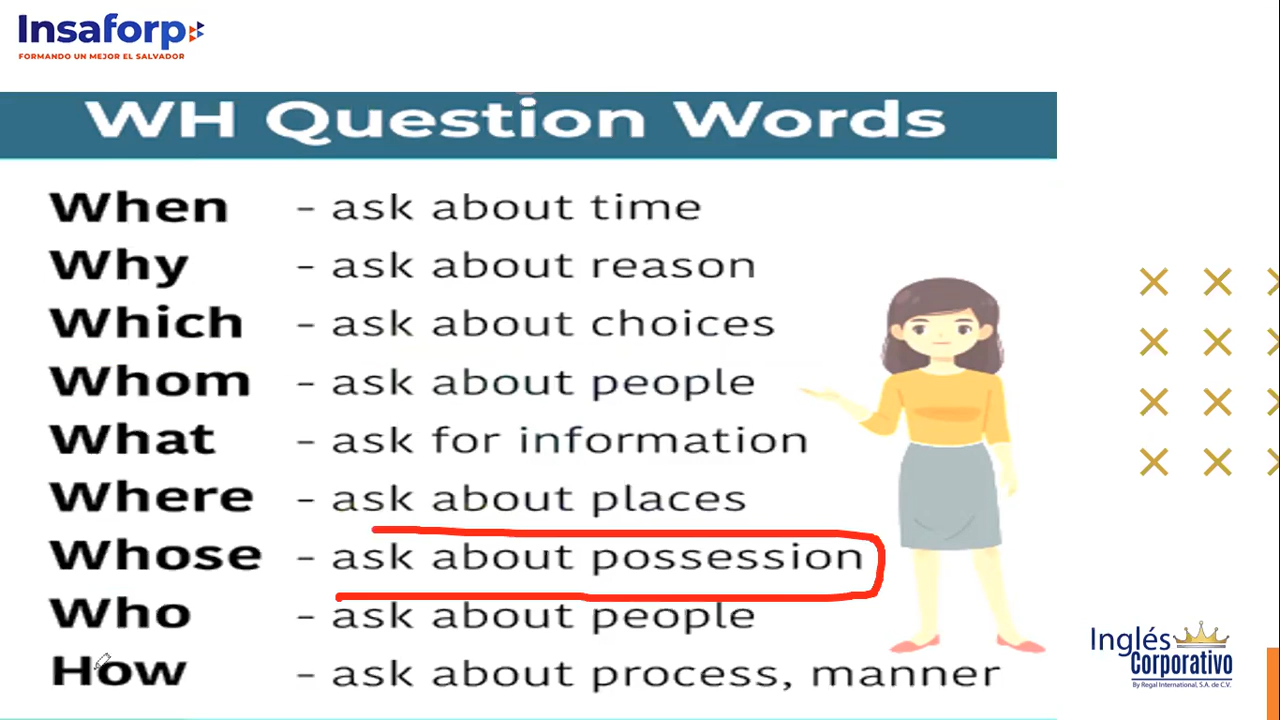 Insaforp
FORMANDO UN MEJOR EL SALVADOR
WH Question Words
When - ask about time
Why - ask about reason
Which - ask about choices
Whom - ask about people
What - ask for information
Where - ask about places
Whose - ask about possession
Who - ask about people
How - ask about process, manner
Inglés
Corporativo
By Regal International, S.A. de C.V.